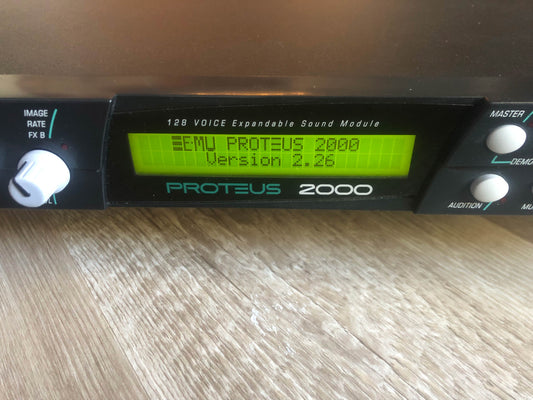 IMAGE
RATE
FX B
128 VOICE Expandable Sound Module
E-MU PROTEUS 2000
Version 2.26
PROTEUS 2000
MASTER
DEMO
AUDITION
MU